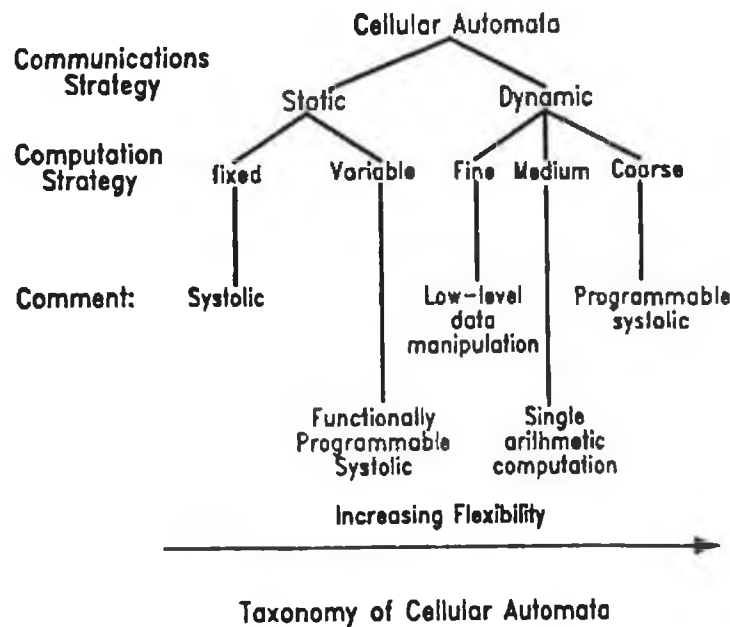 Cellular Automata
Communications
Strategy
Static
Dynamic
Computation
Strategy
fixed
Variable
Fine
Medium
Coarse
Comment:
Systolic
Low-level
data
manipulation
Programmable
systolic
Functionally
Programmable
Systolic
Single
arithmetic
computation
Increasing Flexibility
Taxonomy of Cellular Automata